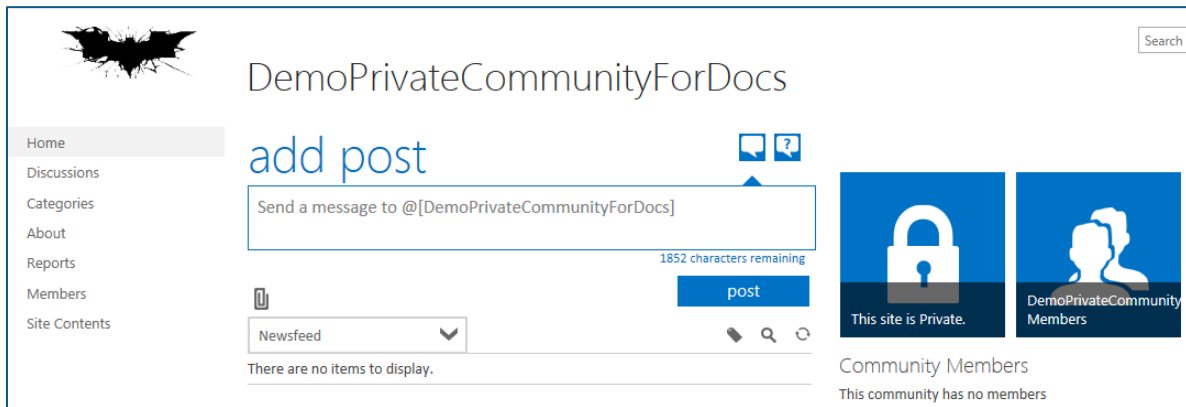 Search
DemoPrivateCommunityForDocs
Home
Discussions
Categories
About
Reports
Members
Site Contents
add post
?
Send a message to @[DemoPrivateCommunityForDocs]
1852 characters remaining
post
Newsfeed
There are no items to display.
This site is Private.
DemoPrivateCommunity
Members
Community Members
This community has no members